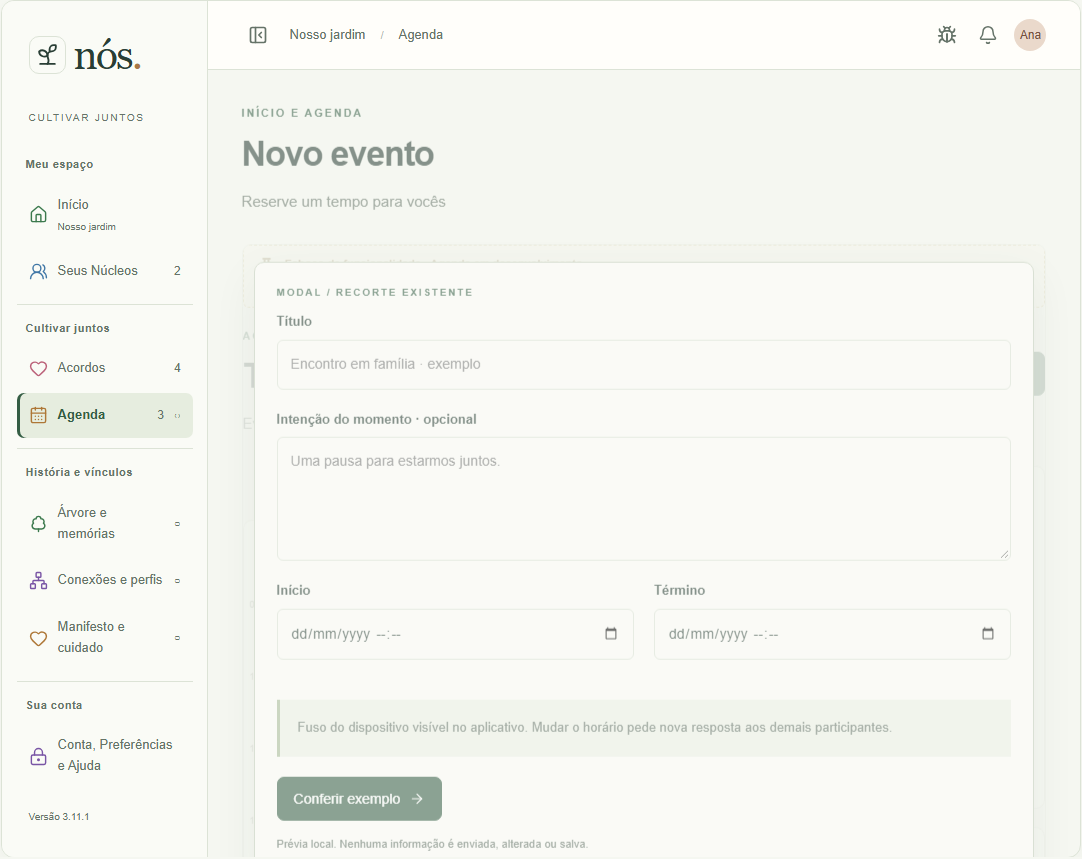 nós.
CULTIVAR JUNTOS
Meu espaço
Início
Nosso jardim
Seus Núcleos 2
Cultivar juntos
Acordos 4
Agenda 3
História e vínculos
Árvore e
memórias
Conexões e perfis
Manifesto e
cuidado
Sua conta
Conta, Preferências
e Ajuda
Versão 3.11.1
Nosso jardim / Agenda
Ana
INÍCIO E AGENDA
Novo evento
Reserve um tempo para vocês
MODAL / RECORTE EXISTENTE
Título
Encontro em família · exemplo
Intenção do momento · opcional
Uma pausa para estarmos juntos.
Início Término
dd/mm/yyyy --:-- dd/mm/yyyy --:--
Fuso do dispositivo visível no aplicativo. Mudar o horário pede nova resposta aos demais participantes.
Conferir exemplo →
Prévia local. Nenhuma informação é enviada, alterada ou salva.